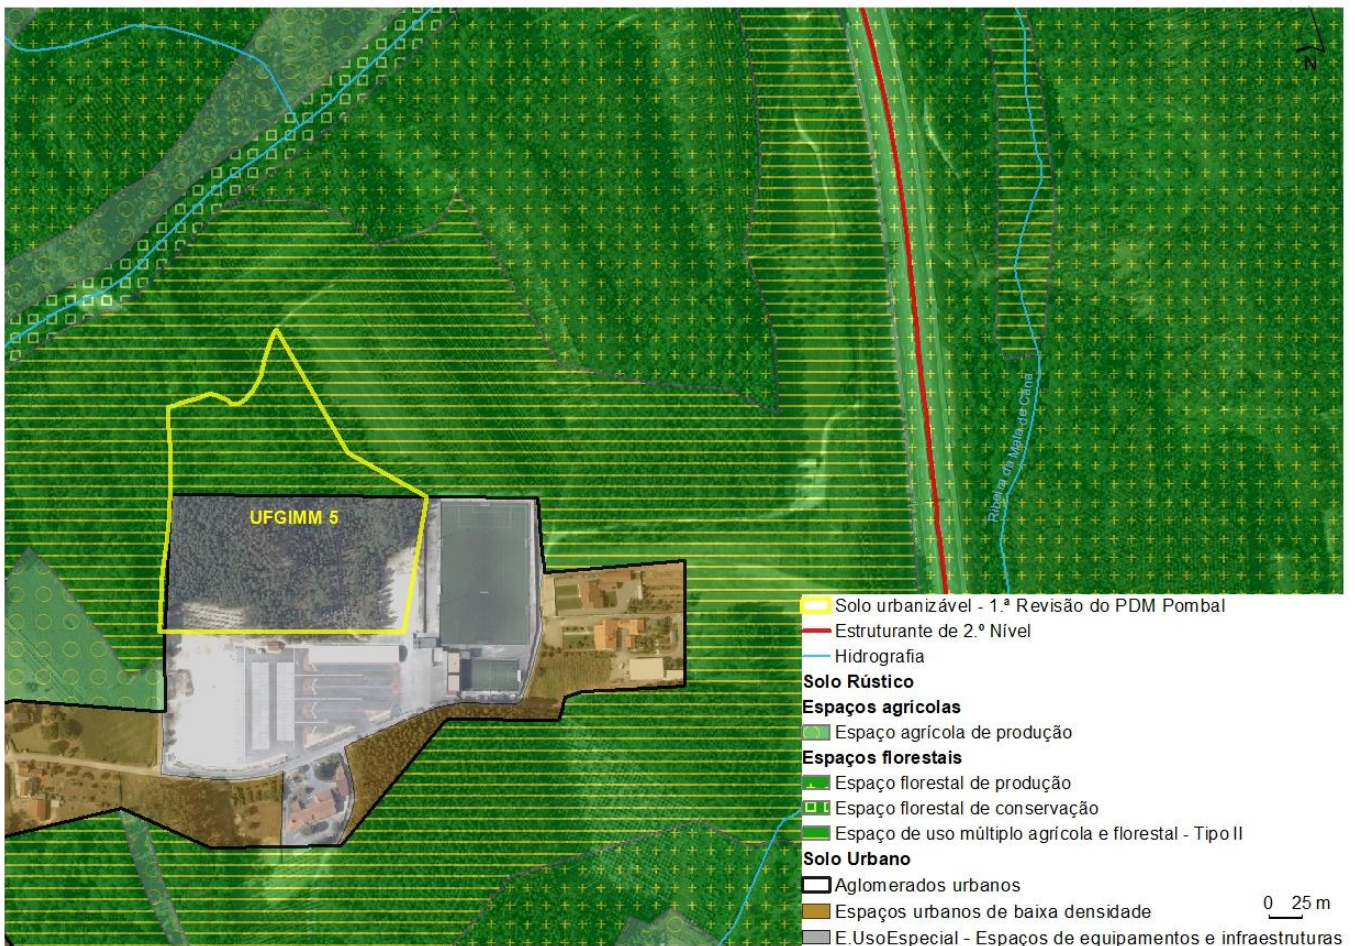 N
UFGIMM 5
Ribeira da Mata de Cana
Solo urbanizável - 1.ª Revisão do PDM Pombal
Estruturante de 2.º Nível
Hidrografia
Solo Rústico
Espaços agrícolas
Espaço agrícola de produção
Espaços florestais
Espaço florestal de produção
Espaço florestal de conservação
Espaço de uso múltiplo agrícola e florestal - Tipo II
Solo Urbano
Aglomerados urbanos
Espaços urbanos de baixa densidade
E.UsoEspecial - Espaços de equipamentos e infraestruturas
0 25 m